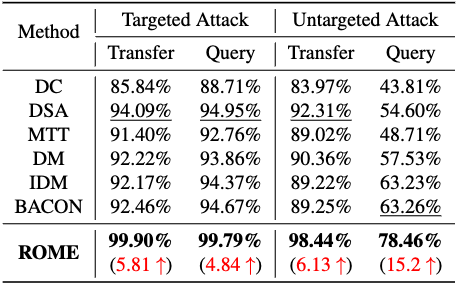 Method Targeted Attack Untargeted Attack
Transfer Query Transfer Query
DC 85.84% 88.71% 83.97% 43.81%
DSA 94.09% 94.95% 92.31% 54.60%
MTT 91.40% 92.76% 89.02% 48.71%
DM 92.22% 93.86% 90.36% 57.53%
IDM 92.17% 94.37% 89.22% 63.23%
BACON 92.46% 94.67% 89.25% 63.26%
ROME 99.90% 99.79% 98.44% 78.46%
(5.81 ↑) (4.84 ↑) (6.13 ↑) (15.2 ↑)